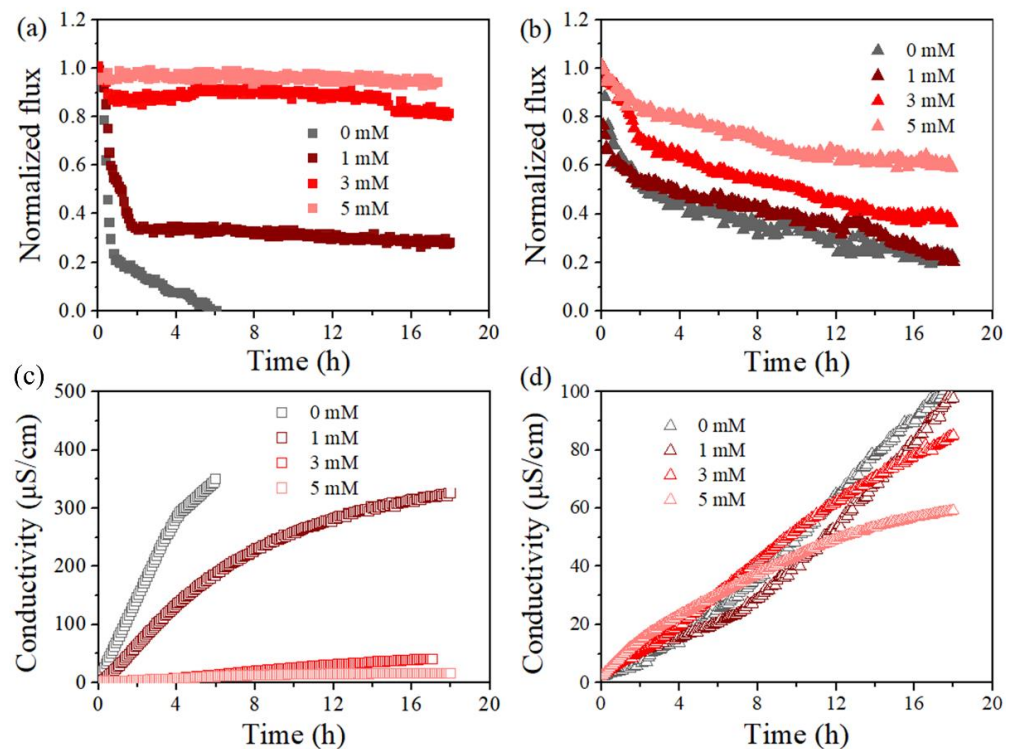 (a)
1.2
1.0
0.8
0.6
0.4
0.2
0.0
Normalized flux
0 mM
1 mM
3 mM
5 mM
0 4 8 12 16 20
Time (h)
(b)
1.2
1.0
0.8
0.6
0.4
0.2
0.0
Normalized flux
0 mM
1 mM
3 mM
5 mM
0 4 8 12 16 20
Time (h)
(c)
500
400
300
200
100
0
Conductivity (μS/cm)
0 mM
1 mM
3 mM
5 mM
0 4 8 12 16 20
Time (h)
(d)
100
80
60
40
20
0
Conductivity (μS/cm)
0 mM
1 mM
3 mM
5 mM
0 4 8 12 16 20
Time (h)